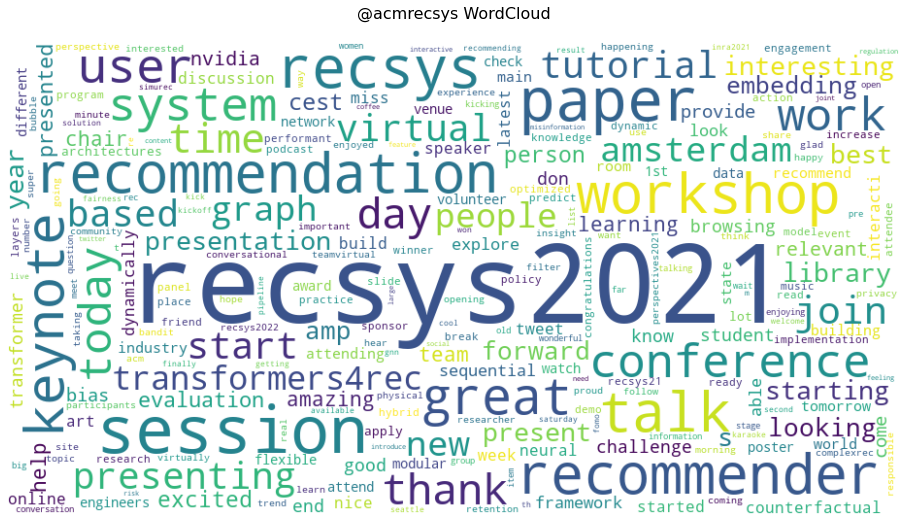 @acmrecsys WordCloud
perspective
interested
women
interactive
recommending
result
happening
inra2021
engagement
regulation
user
nvidia
recsys
check
main
tutorial
interesting
simurec
way
experience
discussion
presented
different
bubble
program
minute
solution
system
cest
miss
venue
latest
kicking
paper
provide
embedding
action
open
joint
work
chair
time
network
performant
virtual
speaker
podcast
enjoyed
content
architectures
misinformation
dynamic
knowledge
use
look
share
increase
glad
happy
best
year
super
going
recommendation
re
feature
person
amsterdam
room
1st
data
recommend
optimized
predict
list
don
fairness
rec
kick
kickoff
important
volunteer
won
insight
workshop
interacti
pre
attendee
model
event
based
graph
day
people
learning
browsing
relevant
community
twitter
t
conversational
teamvirtual
layers
number
question
meet
keynote
today
dynamically
presentation
build
winner
explore
filter
want
think
talking
perspectives2021
congratulations
state
wait
a
library
privacy
live
taking
recsys2021
panel
place
hope
pipeline
award
practice
slide
policy
large
opening
far
lot
music
read
enjoying
welcome
transformer
friend
bandit
acm
recsys2022
start
amp
sponsor
hear
break
cool
old
tweet
wonderful
know
student
join
building
implementation
industry
attending
social
gnn
team
forward
sequential
watch
conference
feeling
bias
finally
getting
transformers4rec
physical
participants
evaluation
amazing
hybrid
researcher
saturday
great
need
proud
recsys21
follow
demo
fomo
ready
able
second
starting
tomorrow
art
session
real
available
apply
introduce
new
present
week
talk
s
information
morning
challenge
stage
karaoke
poster
looking
world
complexrec
come
responsible
help
site
topic
research
virtually
flexible
good
modular
group
neural
item
big
presenting
thank
recommender
online
conversation
engineers
risk
excited
trend
end
learn
nice
attend
seattle
retention
th
framework
started
coming
counterfactual